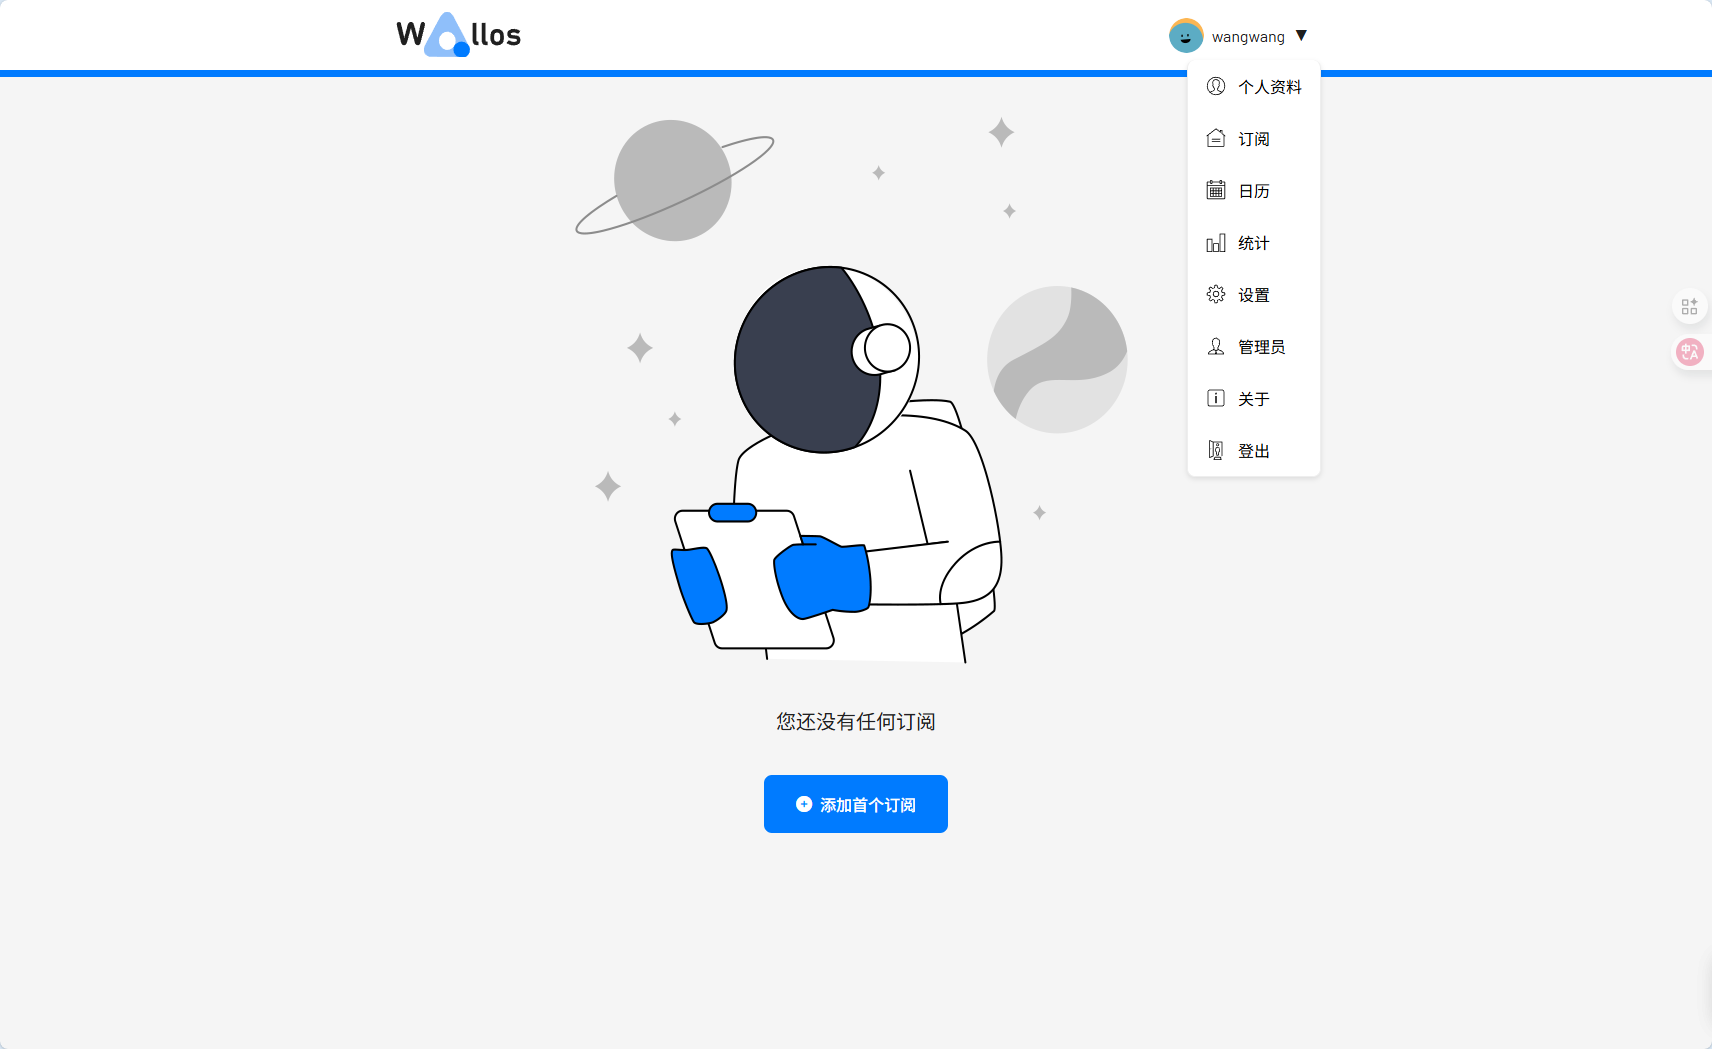 Wallos
wangwang ▼
个人资料
订阅
日历
统计
设置
管理员
关于
登出
中
A
您还没有任何订阅
添加首个订阅